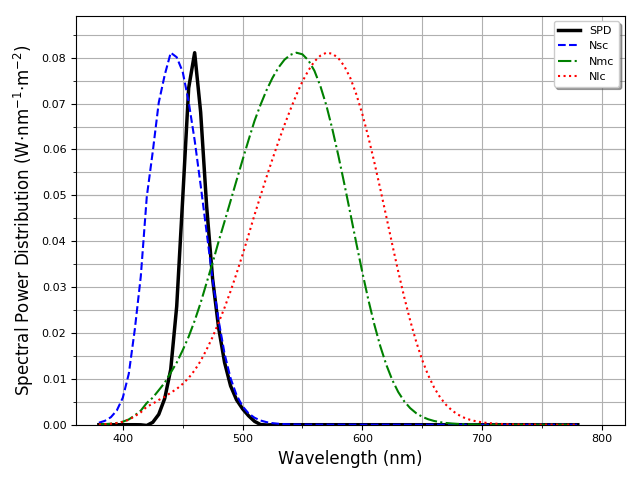 SPD
Nsc
Nmc
Nlc
0.08
0.07
0.06
0.05
0.04
0.03
0.02
0.01
0.00
Spectral Power Distribution (W·nm⁻¹·m⁻²)
400 500 600 700 800
Wavelength (nm)